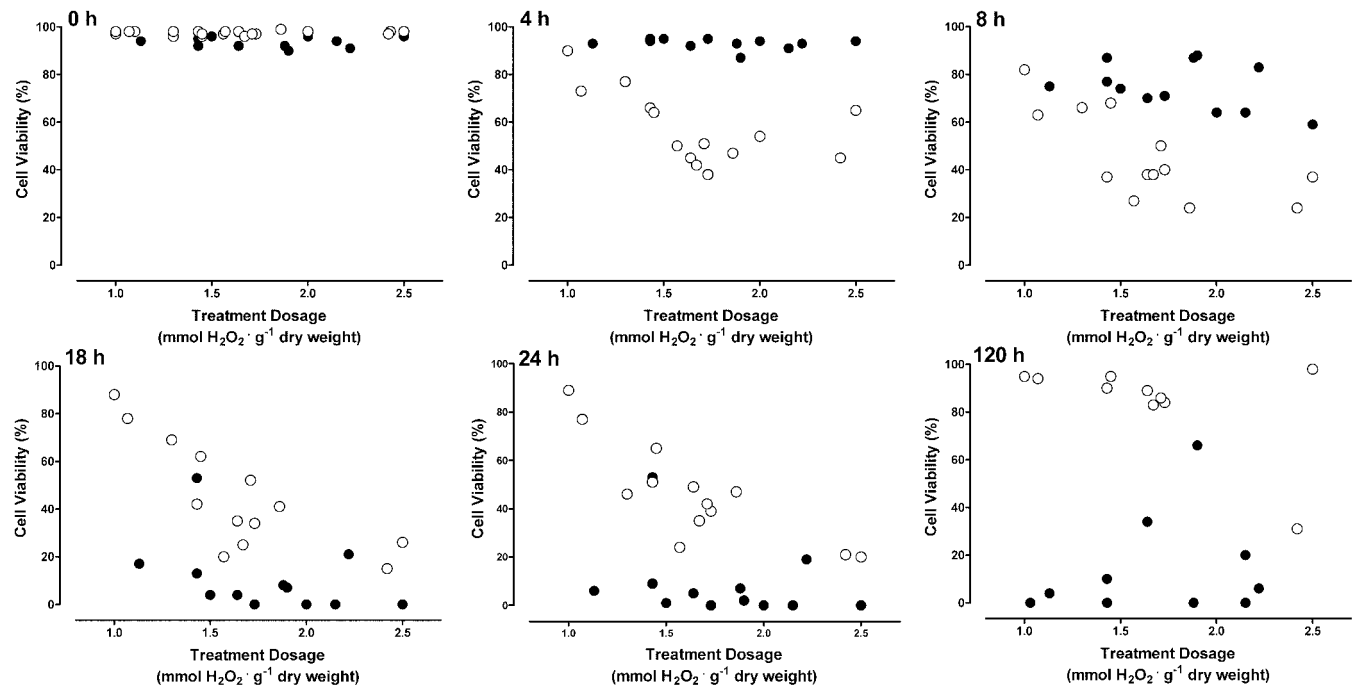 0 h
100
80
60
40
20
0
Cell Viability (%)
1.0 1.5 2.0 2.5
Treatment Dosage
(mmol H₂O₂ · g⁻¹ dry weight)
4 h
100
80
60
40
20
0
Cell Viability (%)
1.0 1.5 2.0 2.5
Treatment Dosage
(mmol H₂O₂ · g⁻¹ dry weight)
8 h
100
80
60
40
20
0
Cell Viability (%)
1.0 1.5 2.0 2.5
Treatment Dosage
(mmol H₂O₂ · g⁻¹ dry weight)
18 h
100
80
60
40
20
0
Cell Viability (%)
1.0 1.5 2.0 2.5
Treatment Dosage
(mmol H₂O₂ · g⁻¹ dry weight)
24 h
100
80
60
40
20
0
Cell Viability (%)
1.0 1.5 2.0 2.5
Treatment Dosage
(mmol H₂O₂ · g⁻¹ dry weight)
120 h
100
80
60
40
20
0
Cell Viability (%)
1.0 1.5 2.0 2.5
Treatment Dosage
(mmol H₂O₂ · g⁻¹ dry weight)